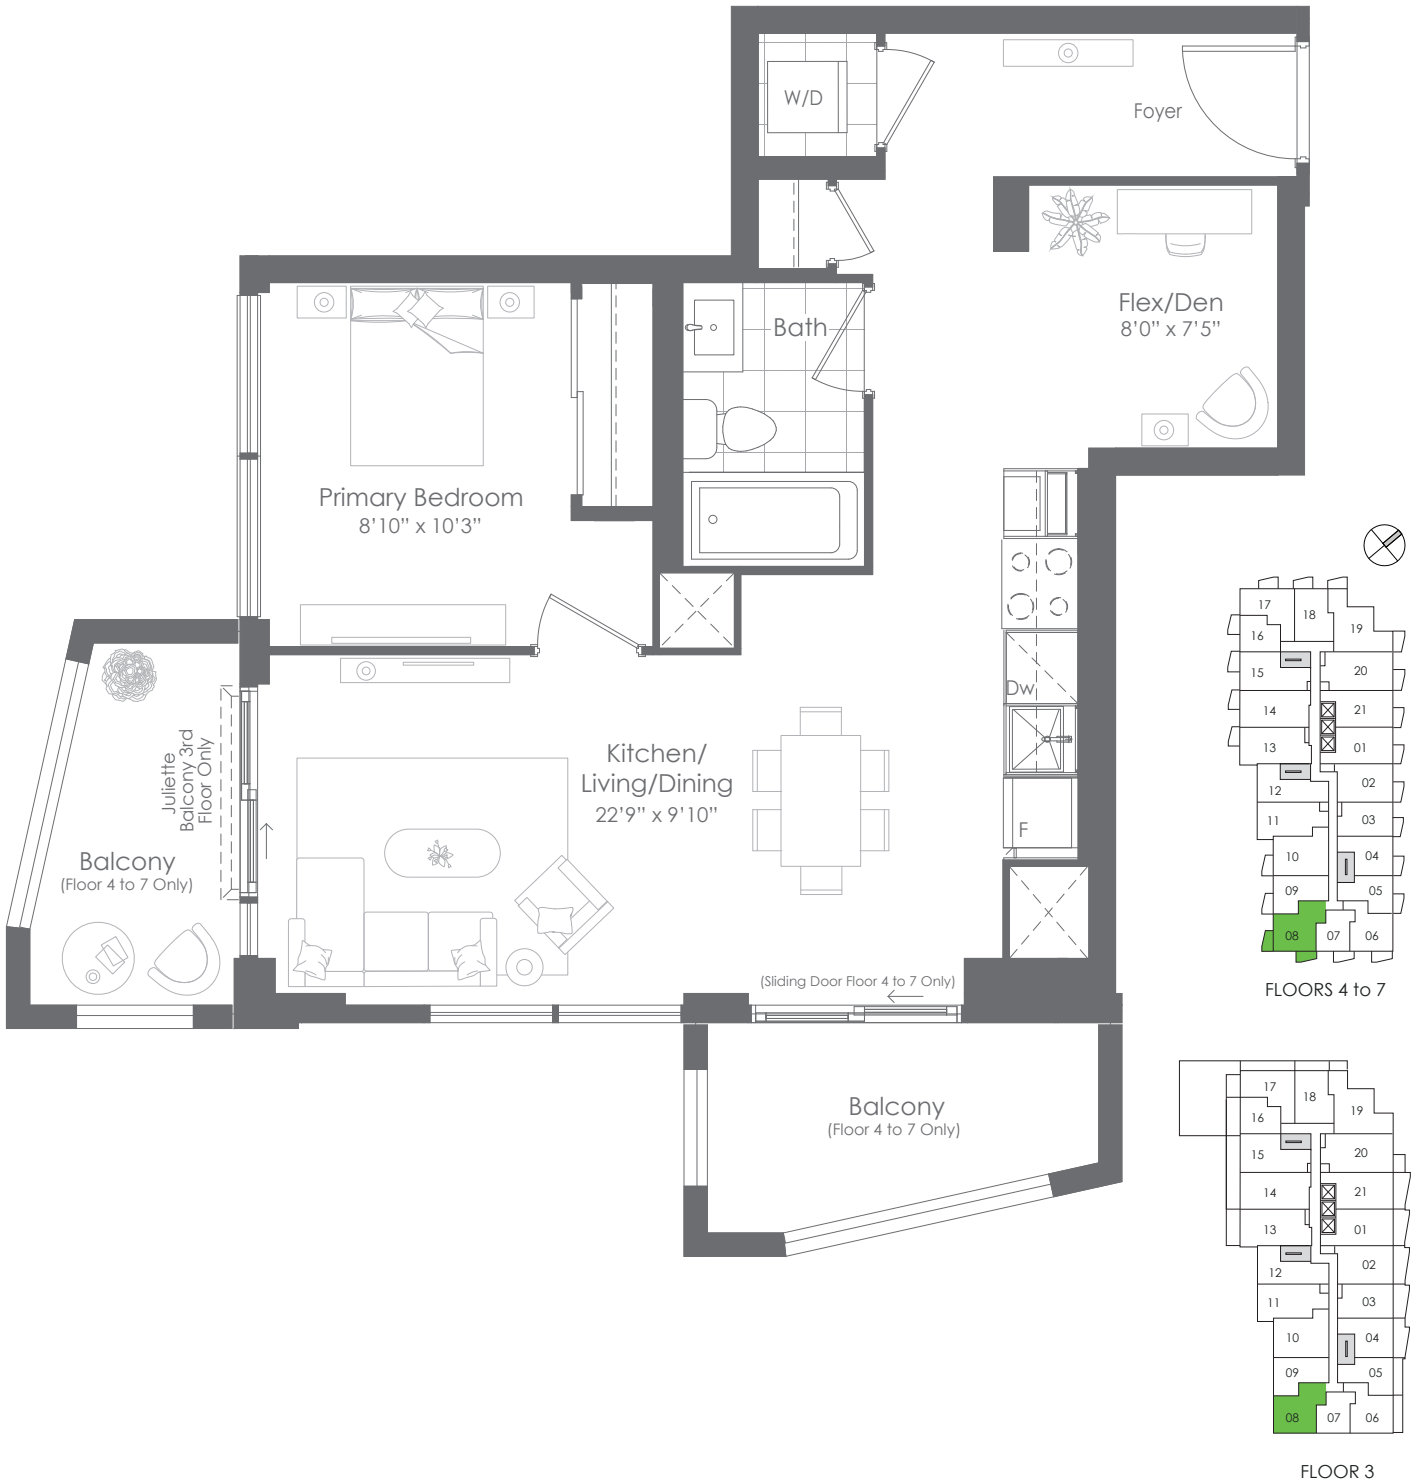 W/D
Foyer
Flex/Den
8’0” x 7’5”
Bath
Primary Bedroom
8’10” x 10’3”
Dw
F
Kitchen/
Living/Dining
22’9” x 9’10”
Juliette
Balcony 3rd
Floor Only
Balcony
(Floor 4 to 7 Only)
(Sliding Door Floor 4 to 7 Only)
Balcony
(Floor 4 to 7 Only)
17
18
16
19
15
20
14
21
13
01
12
02
11
03
10
04
09
05
08
07
06
FLOORS 4 to 7
17
18
16
19
15
20
14
21
13
01
12
02
11
03
10
04
09
05
08
07
06
FLOOR 3